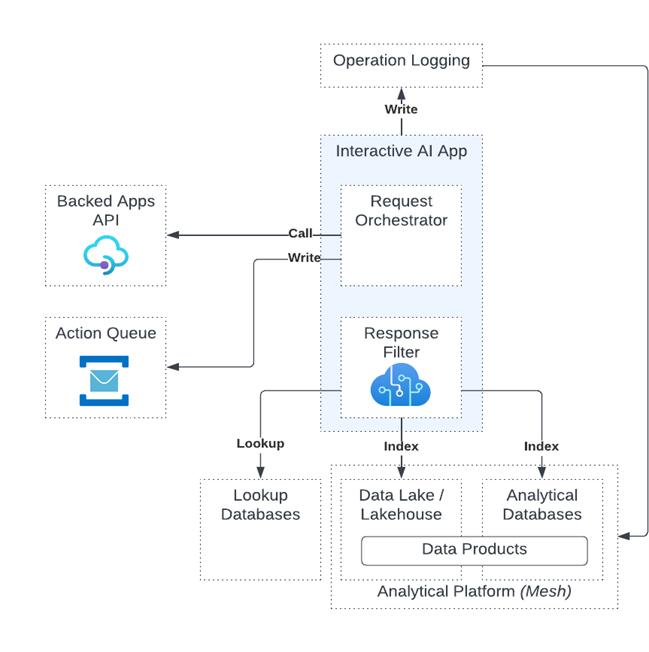 Operation Logging
Write
Interactive AI App
Backed Apps
API
Request
Orchestrator
Call
Write
Action Queue
Response
Filter
Lookup
Index
Index
Lookup
Databases
Data Lake /
Lakehouse
Analytical
Databases
Data Products
Analytical Platform (Mesh)